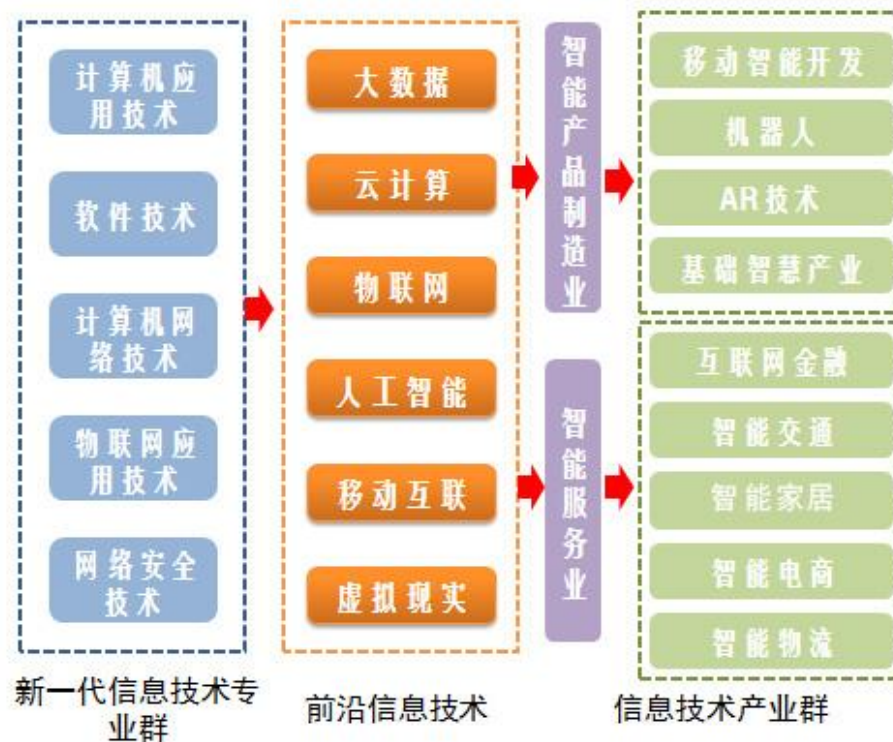 计算机应
用技术
软件技术
计算机网
络技术
物联网应
用技术
网络安全
技术
新一代信息技术专
业群
大数据
云计算
物联网
人工智能
移动互联
虚拟现实
前沿信息技术
智能产品制造业
智能服务业
移动智能开发
机器人
AR技术
基础智慧产业
互联网金融
智能交通
智能家居
智能电商
智能物流
信息技术产业群